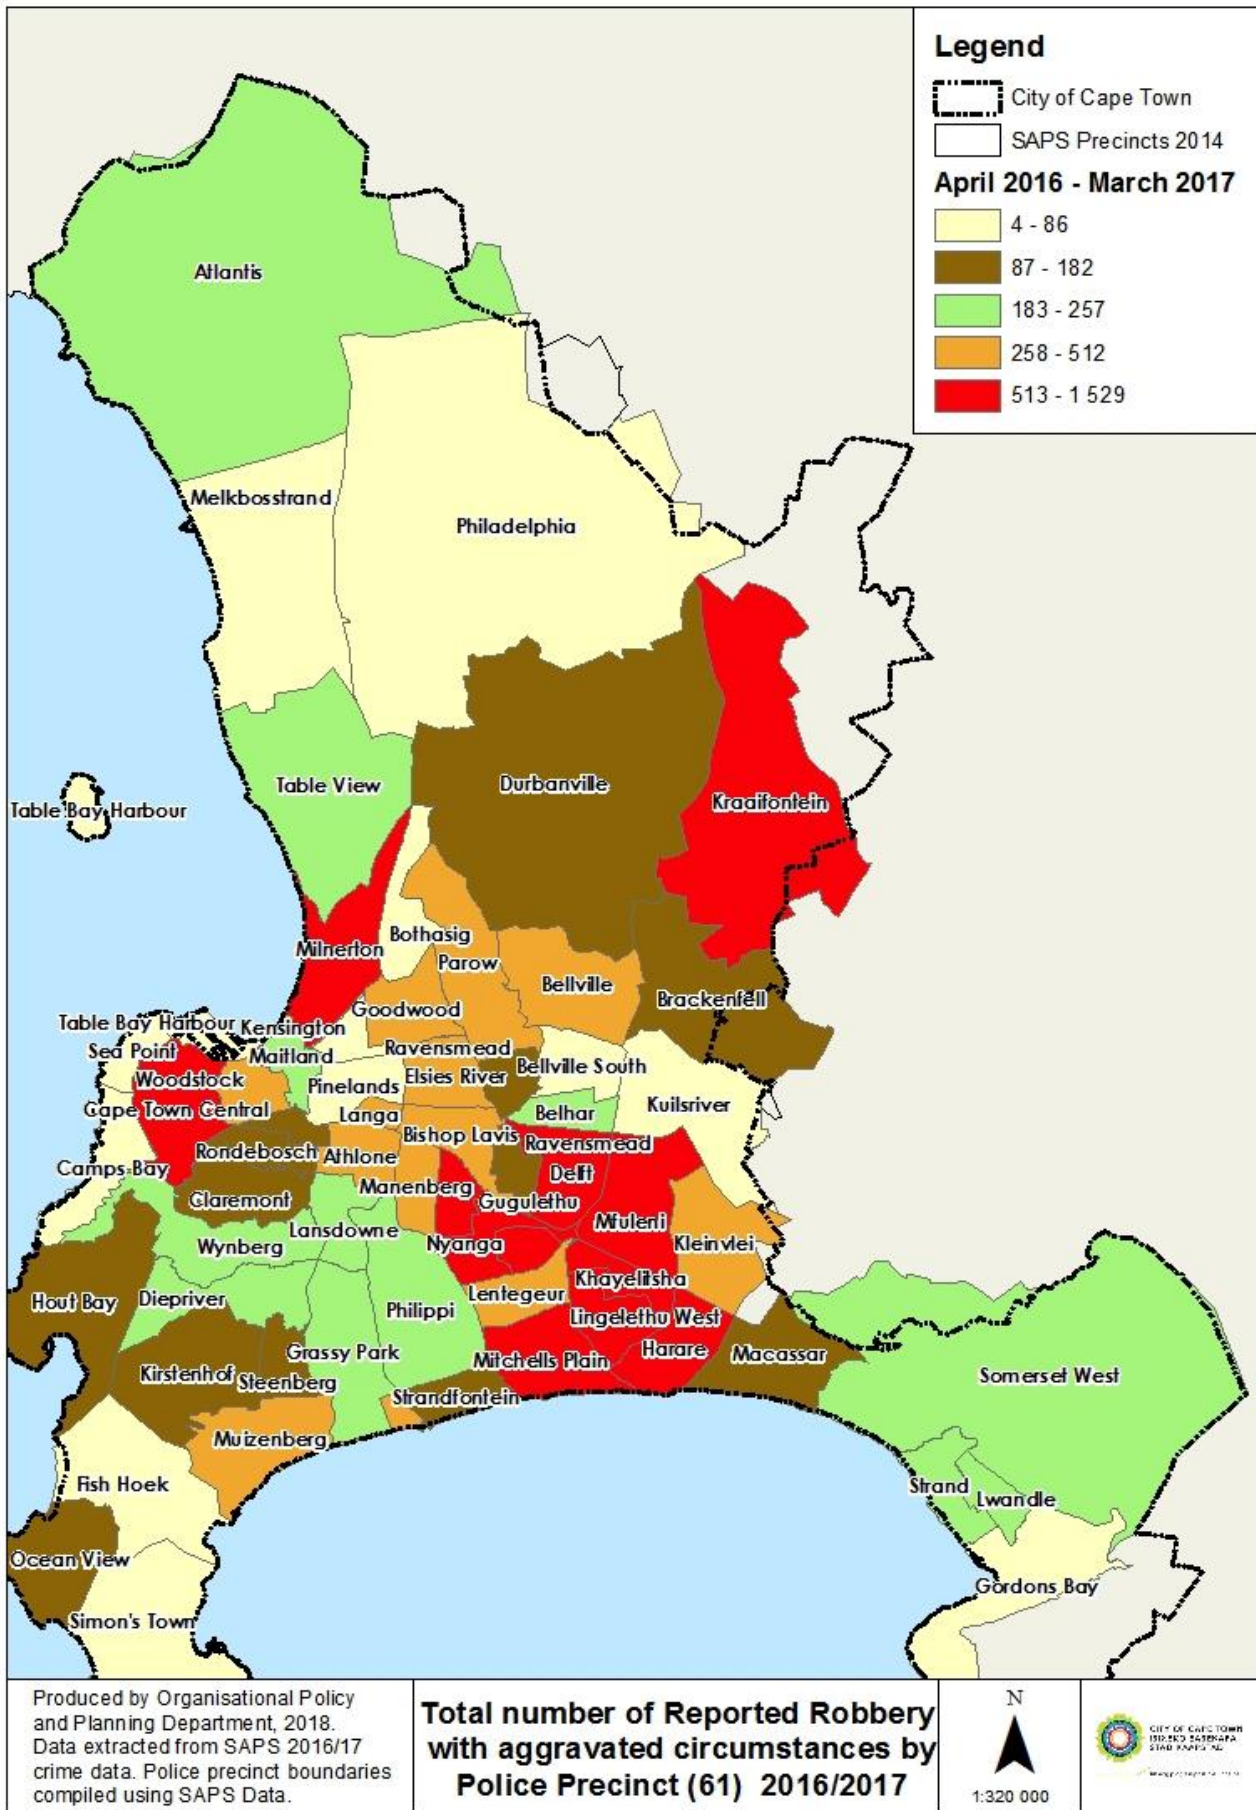 Legend
City of Cape Town
SAPS Precincts 2014
April 2016 - March 2017
4 - 86
87 - 182
183 - 257
258 - 512
513 - 1 529
Atlantis
Melkbosstrand
Philadelphia
Table View
Durbanville
Kraaifontein
Table Bay Harbour
Bothasig
Milnerton
Parow
Bellville
Brackenfell
Goodwood
Table Bay Harbour
Kensington
Sea Point
Maitland
Ravensmead
Bellville South
Woodstock
Pinelands
Elsies River
Kuilsriver
Cape Town Central
Langa
Belhar
Bishop Lavis
Ravensmead
Rondebosch
Athlone
Camps Bay
Delft
Claremont
Manenberg
Gugulethu
Mfuleni
Lansdowne
Wynberg
Nyanga
Kleinvlei
Khayelitsha
Hout Bay
Diepriver
Lentegeur
Philippi
Lingelethu West
Grassy Park
Mitchells Plain
Harare
Macassar
Kirstenhof
Steenberg
Somerset West
Strandfontein
Muizenberg
Fish Hoek
Strand
Lwandle
Ocean View
Gordons Bay
Simon's Town
Produced by Organisational Policy
and Planning Department, 2018.
Data extracted from SAPS 2016/17
crime data. Police precinct boundaries
compiled using SAPS Data.
Total number of Reported Robbery
with aggravated circumstances by
Police Precinct (61) 2016/2017
N
1:320 000
CITY OF CAPE TOWN
ISIXEKO SASEKAPA
STAD KAAPSTAD